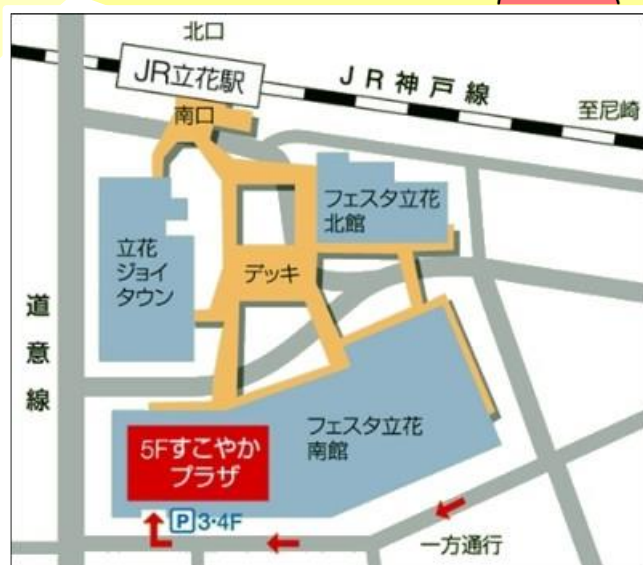 北口
JR立花駅
JR神戸線
至尼崎
南口
フェスタ立花
北館
立花
ジョイ
タウン
デッキ
道意線
フェスタ立花
南館
5Fすこやか
プラザ
P3・4F
一方通行